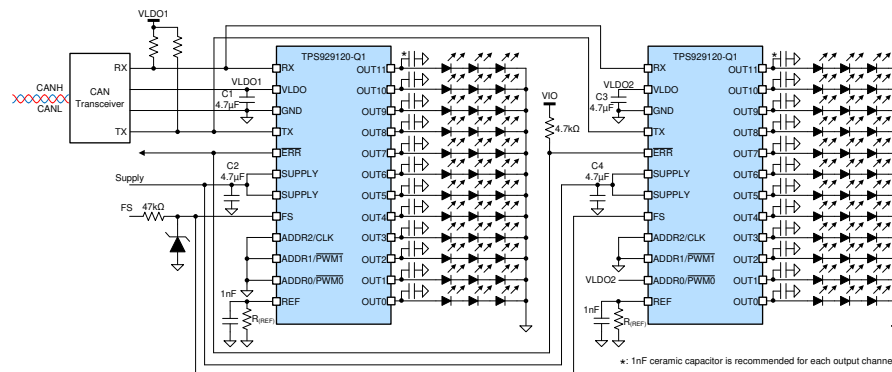 VLDO1
CAN
Transceiver
RX
TX
CANH
CANL
Supply
FS
47kΩ
VLDO1
C1
4.7µF
C2
4.7µF
1nF
R(REF)
TPS929120-Q1
RX
VLDO
GND
TX
ERR
SUPPLY
SUPPLY
FS
ADDR2/CLK
ADDR1/PWM1
ADDR0/PWM0
REF
OUT11
OUT10
OUT9
OUT8
OUT7
OUT6
OUT5
OUT4
OUT3
OUT2
OUT1
OUT0
*
VIO
4.7kΩ
VLDO2
C3
4.7µF
C4
4.7µF
VLDO2
1nF
R(REF)
TPS929120-Q1
RX
VLDO
GND
TX
ERR
SUPPLY
SUPPLY
FS
ADDR2/CLK
ADDR1/PWM1
ADDR0/PWM0
REF
OUT11
OUT10
OUT9
OUT8
OUT7
OUT6
OUT5
OUT4
OUT3
OUT2
OUT1
OUT0
*
*: 1nF ceramic capacitor is recommended for each output channe